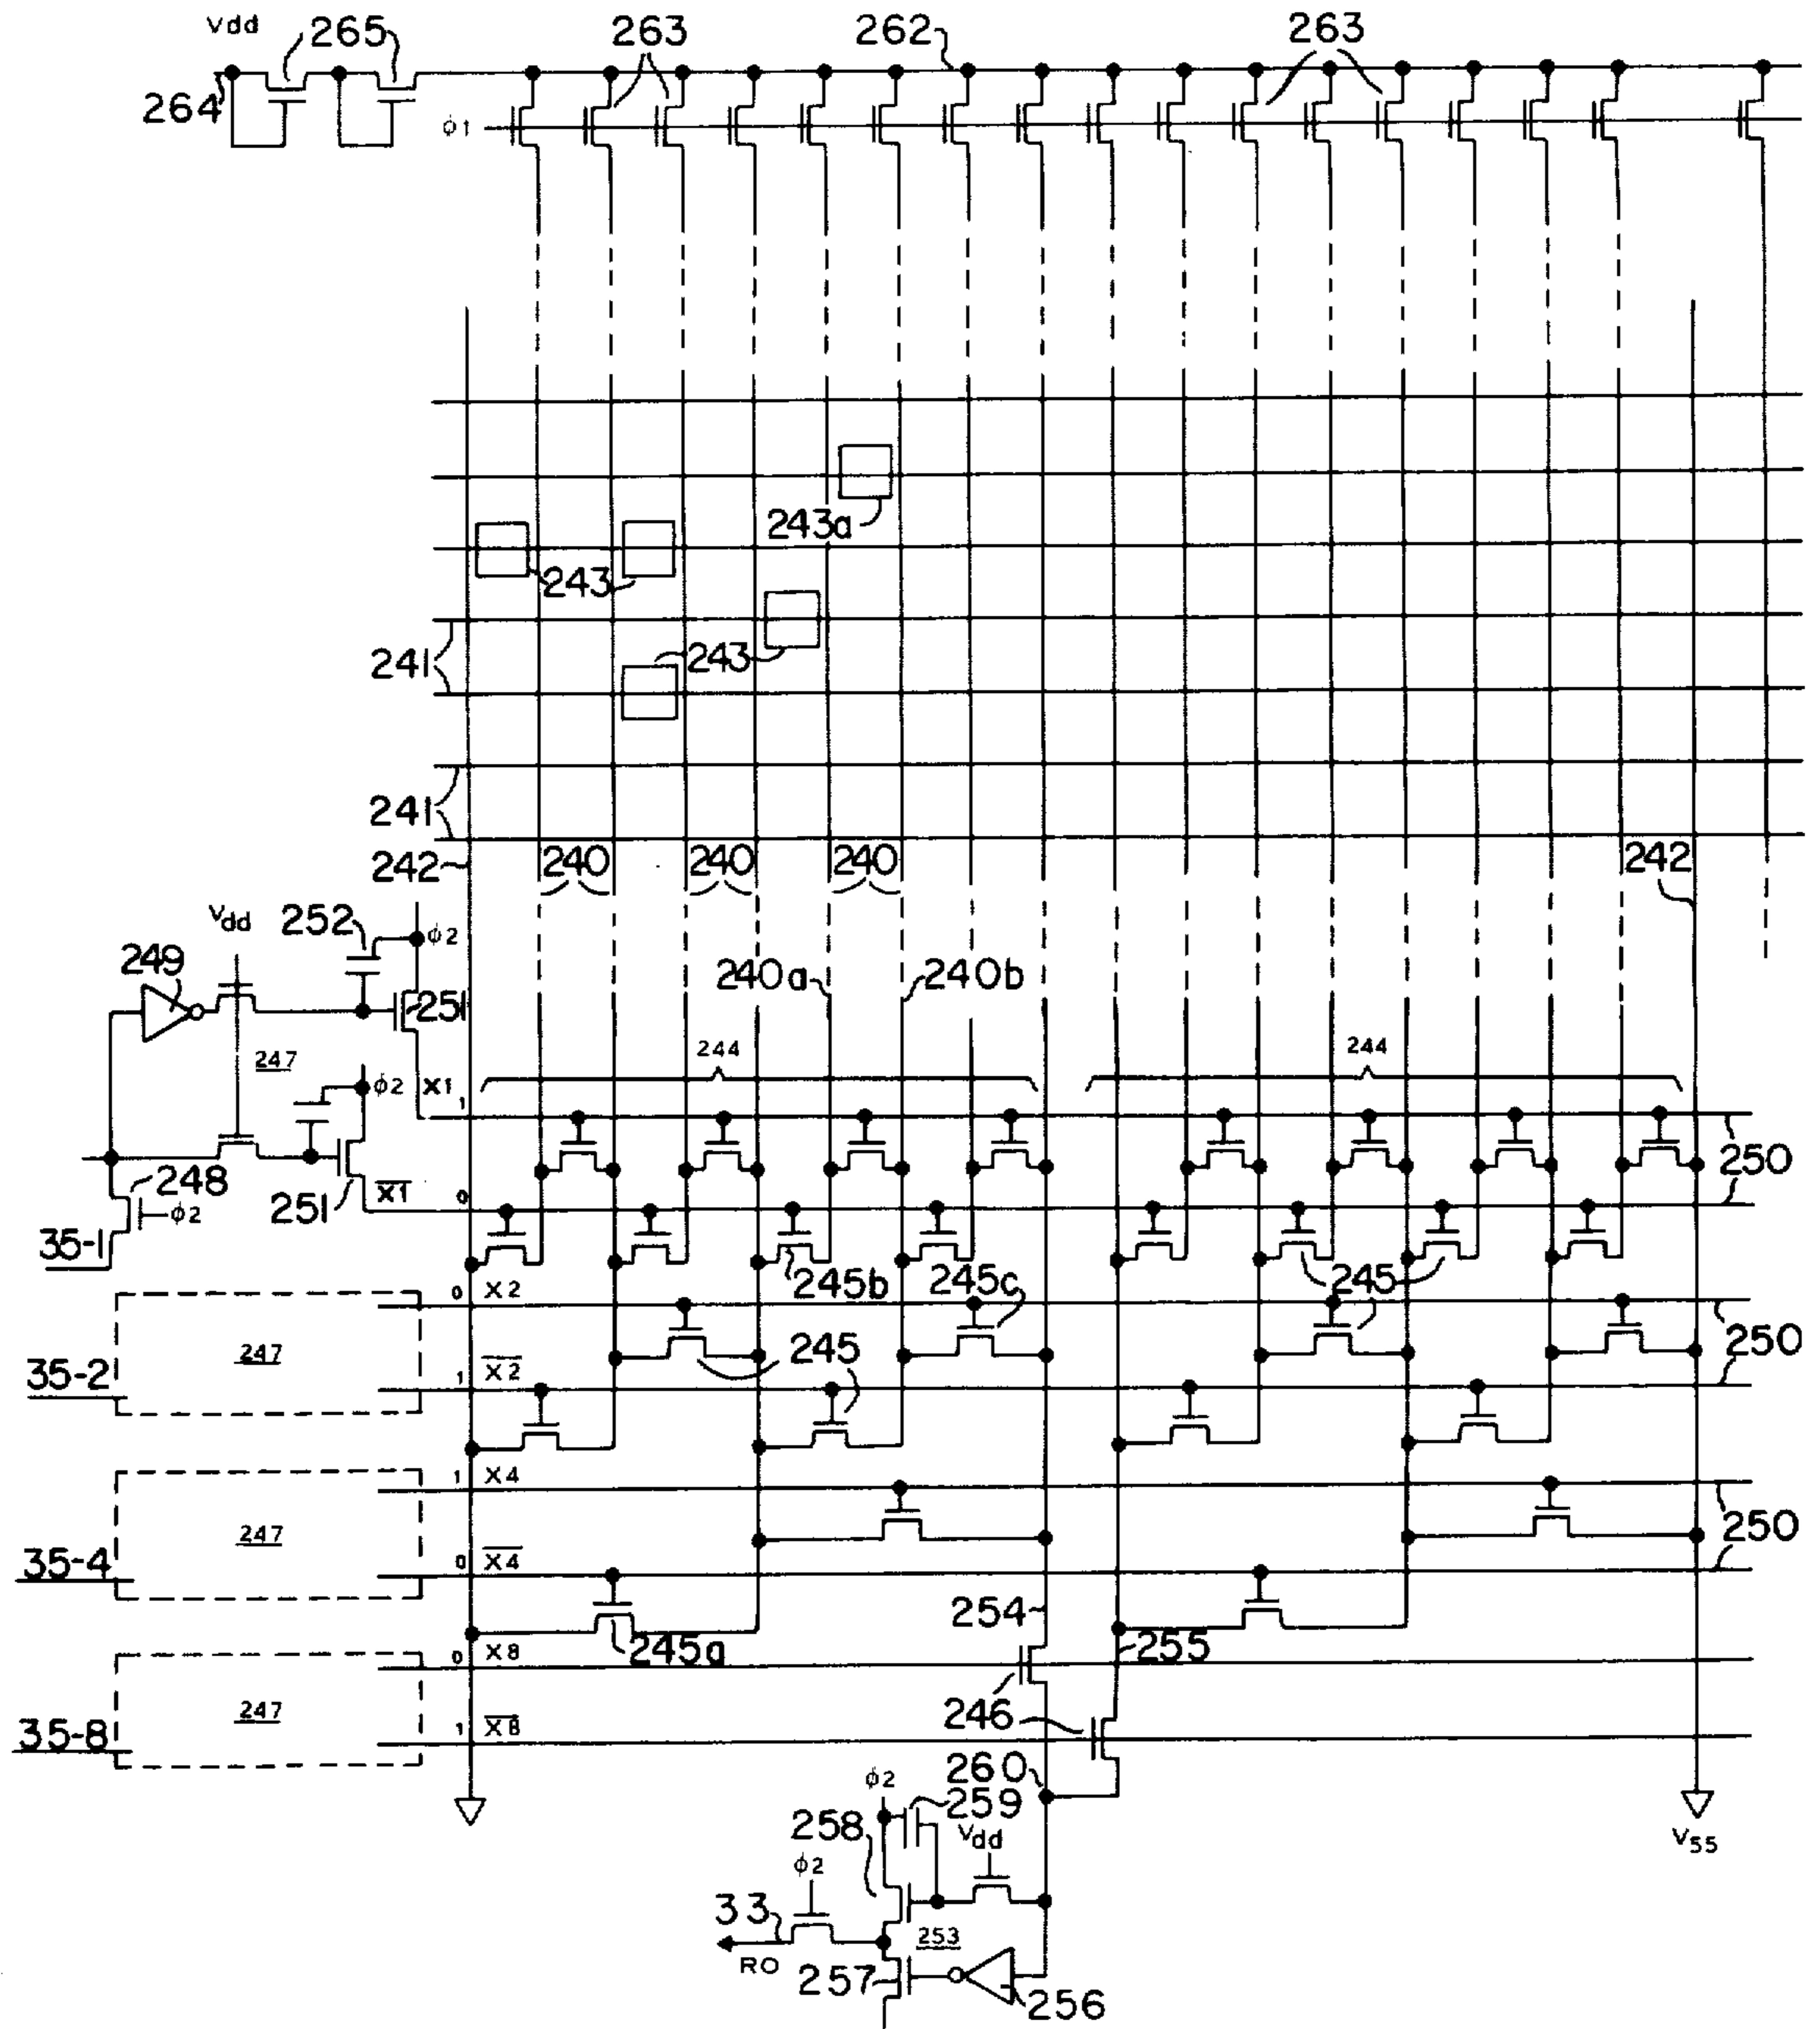 Vdd
265
263
262
263
264
ϕ1
243a
243
243
241
241
242
240
240
240
242
Vdd
252
ϕ2
249
240a
240b
251
244
244
247
ϕ2
X1
1
250
248
ϕ2
251
X1
0
35-1
245b
245c
245
0
X2
247
245
250
35-2
1
X2
1
X4
247
250
35-4
0
X4
254
245a
255
0
X8
247
246
35-8
1
X8
260
ϕ2
259
258
Vdd
Vss
ϕ2
33
253
RO
257
256